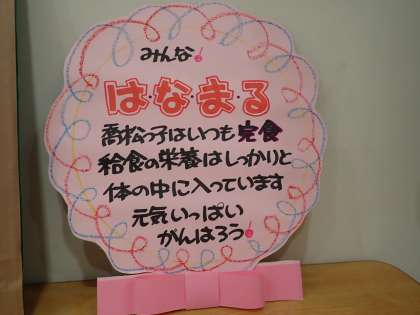 みんな!
は・な・まる
高松っ子はいつも完食
給食の栄養はしっかりと
体の中に入っています
元気いっぱい
がんばろう!